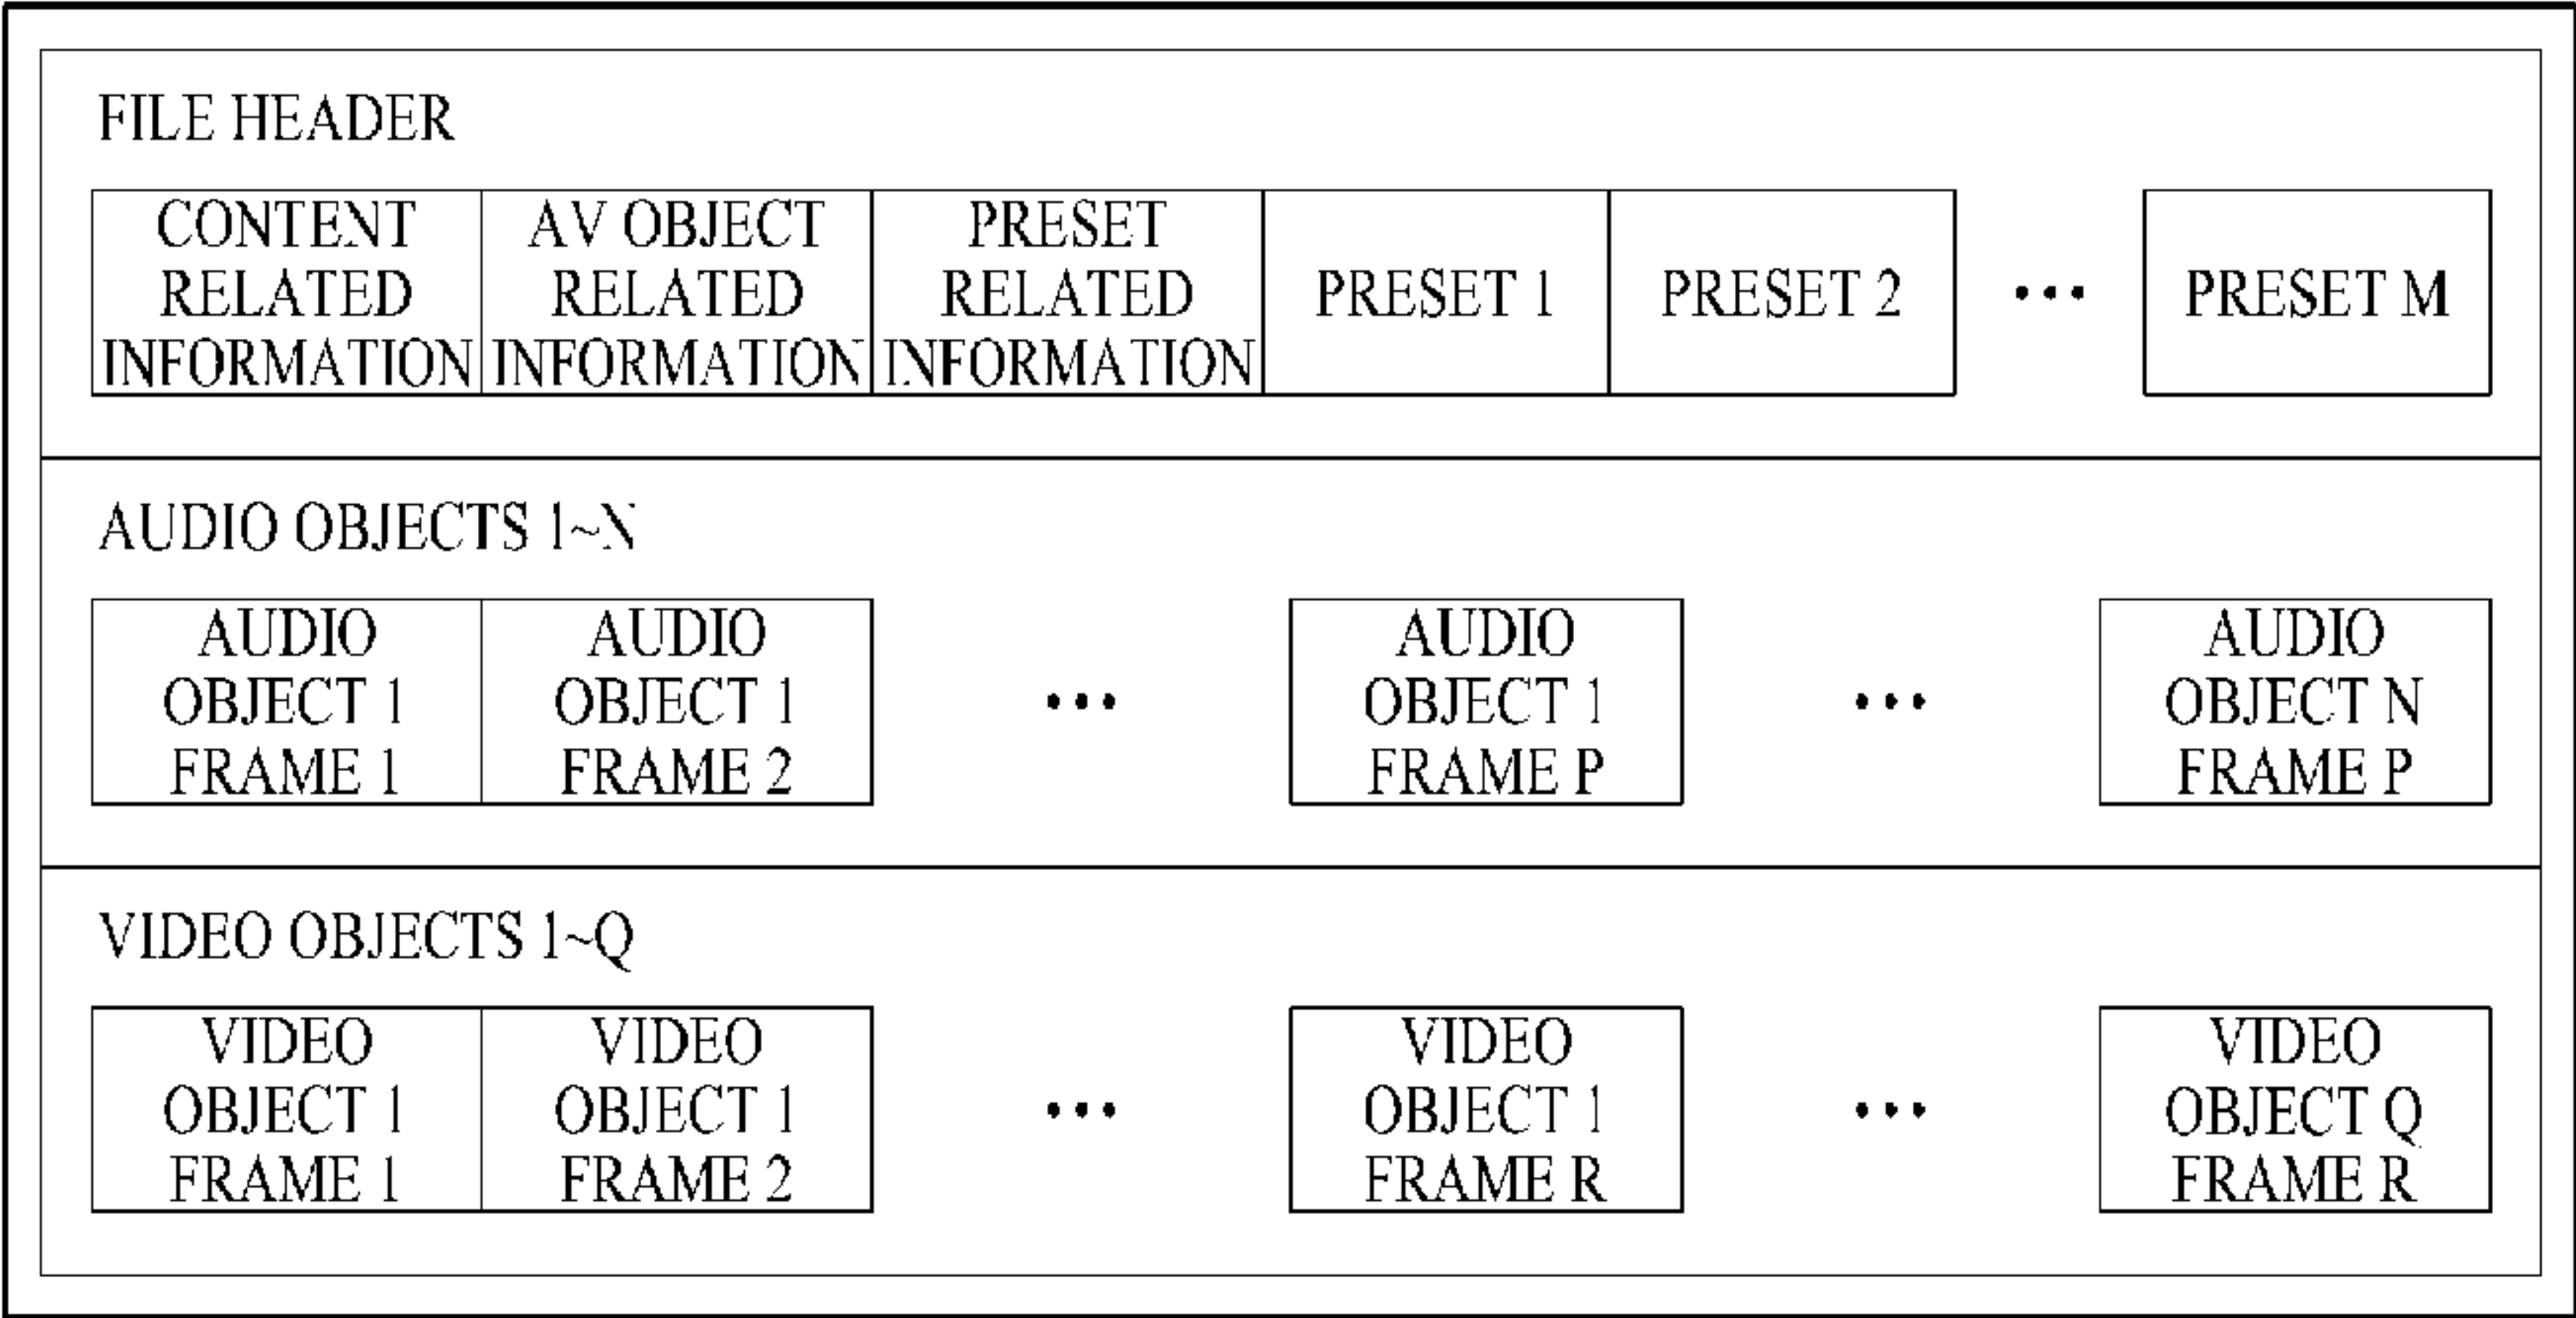 FILE HEADER
CONTENT
RELATED
INFORMATION
AV OBJECT
RELATED
INFORMATION
PRESET
RELATED
INFORMATION
PRESET 1
PRESET 2
•••
PRESET M
AUDIO OBJECTS 1~N
AUDIO
OBJECT 1
FRAME 1
AUDIO
OBJECT 1
FRAME 2
•••
AUDIO
OBJECT 1
FRAME P
•••
AUDIO
OBJECT N
FRAME P
VIDEO OBJECTS 1~Q
VIDEO
OBJECT 1
FRAME 1
VIDEO
OBJECT 1
FRAME 2
•••
VIDEO
OBJECT 1
FRAME R
•••
VIDEO
OBJECT Q
FRAME R